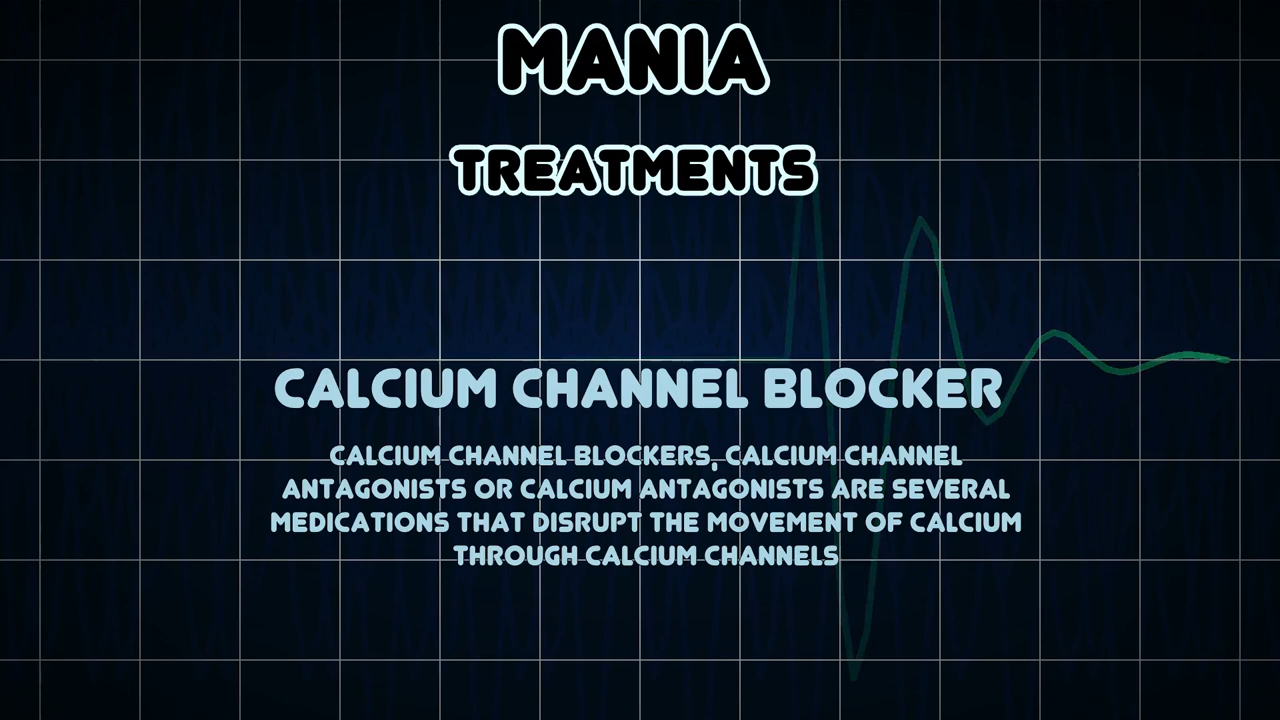 MANIA
TREATMENTS
CALCIUM CHANNEL BLOCKER
CALCIUM CHANNEL BLOCKERS, CALCIUM CHANNEL
ANTAGONISTS OR CALCIUM ANTAGONISTS ARE SEVERAL
MEDICATIONS THAT DISRUPT THE MOVEMENT OF CALCIUM
THROUGH CALCIUM CHANNELS